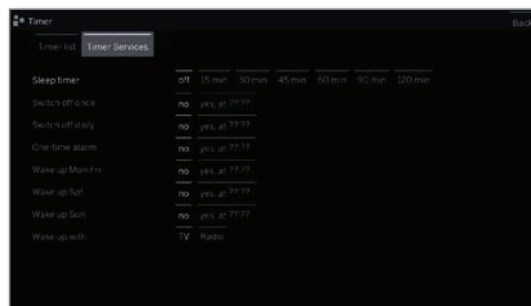 Timer Back
Timer list Timer Services
Sleep timer off 15 min 30 min 45 min 60 min 90 min 120 min
Switch off once no yes, at ??:??
Switch off daily no yes, at ??:??
One-time alarm no yes, at ??:??
Wake up Mon-Fri no yes, at ??:??
Wake up Sat no yes, at ??:??
Wake up Sun no yes, at ??:??
Wake up with TV Radio